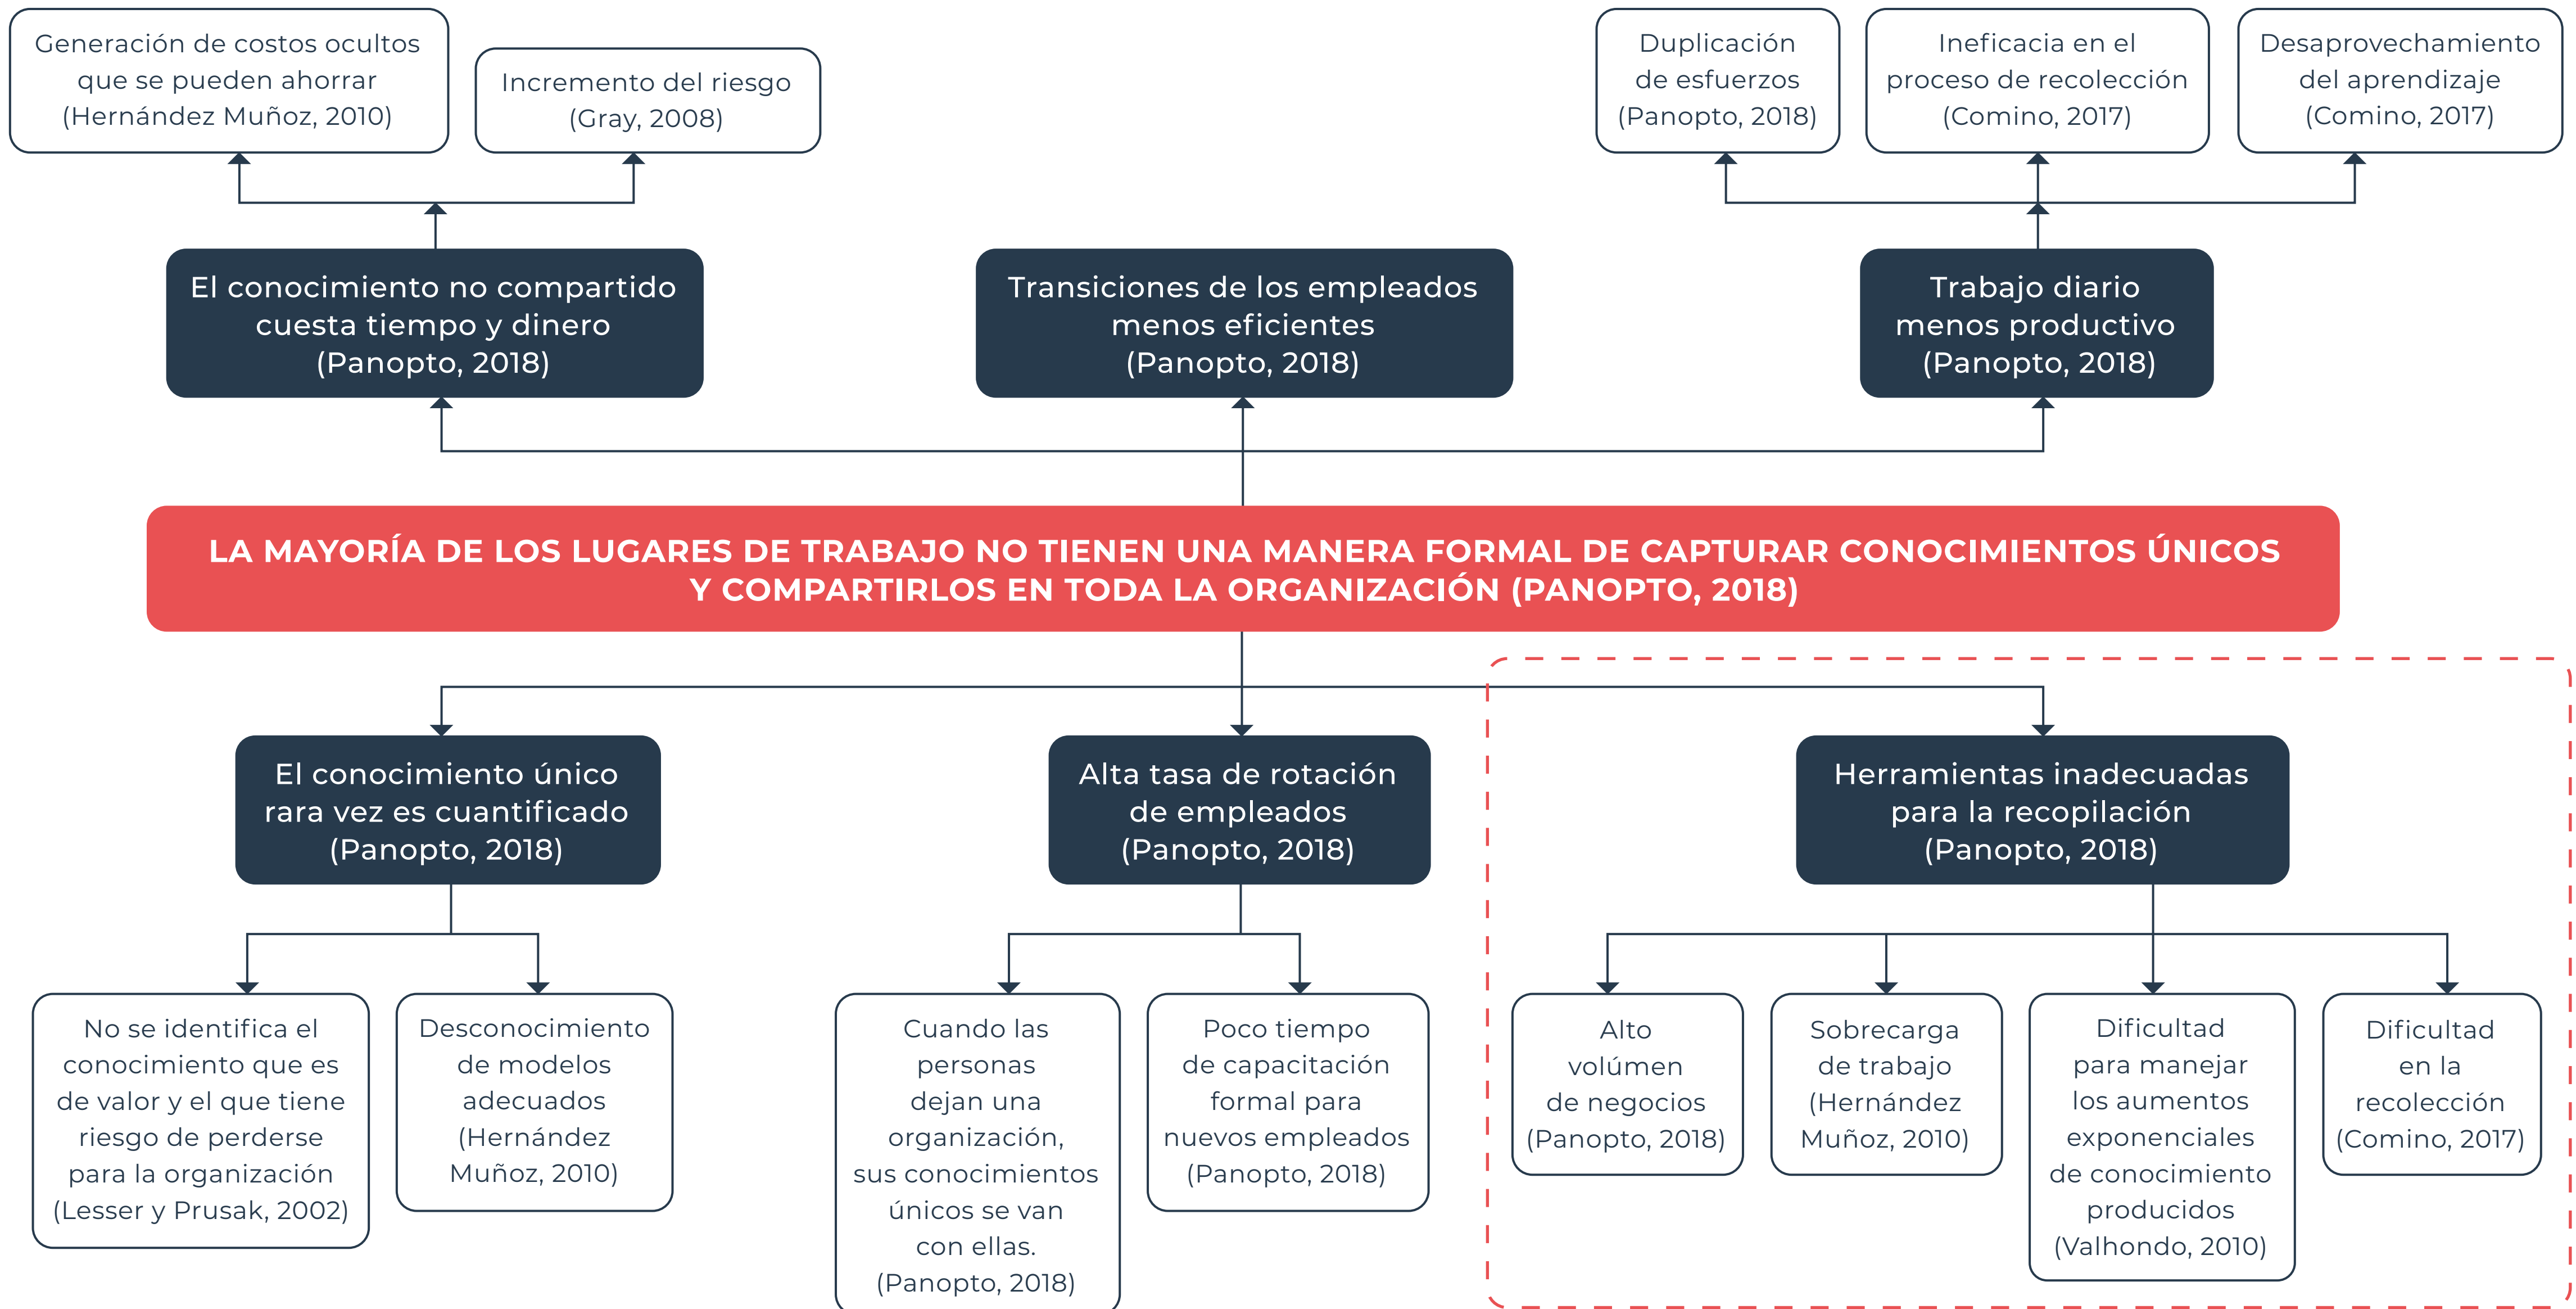 Generación de costos ocultos
que se pueden ahorrar
(Hernández Muñoz, 2010)
Incremento del riesgo
(Gray, 2008)
Duplicación
de esfuerzos
(Panopto, 2018)
Ineficacia en el
proceso de recolección
(Comino, 2017)
Desaprovechamiento
del aprendizaje
(Comino, 2017)
El conocimiento no compartido
cuesta tiempo y dinero
(Panopto, 2018)
Transiciones de los empleados
menos eficientes
(Panopto, 2018)
Trabajo diario
menos productivo
(Panopto, 2018)
LA MAYORÍA DE LOS LUGARES DE TRABAJO NO TIENEN UNA MANERA FORMAL DE CAPTURAR CONOCIMIENTOS ÚNICOS
Y COMPARTIRLOS EN TODA LA ORGANIZACIÓN (PANOPTO, 2018)
El conocimiento único
rara vez es cuantificado
(Panopto, 2018)
Alta tasa de rotación
de empleados
(Panopto, 2018)
Herramientas inadecuadas
para la recopilación
(Panopto, 2018)
No se identifica el
conocimiento que es
de valor y el que tiene
riesgo de perderse
para la organización
(Lesser y Prusak, 2002)
Desconocimiento
de modelos
adecuados
(Hernández
Muñoz, 2010)
Cuando las
personas
dejan una
organización,
sus conocimientos
únicos se van
con ellas.
(Panopto, 2018)
Poco tiempo
de capacitación
formal para
nuevos empleados
(Panopto, 2018)
Alto
volúmen
de negocios
(Panopto, 2018)
Sobrecarga
de trabajo
(Hernández
Muñoz, 2010)
Dificultad
para manejar
los aumentos
exponenciales
de conocimiento
producidos
(Valhondo, 2010)
Dificultad
en la
recolección
(Comino, 2017)